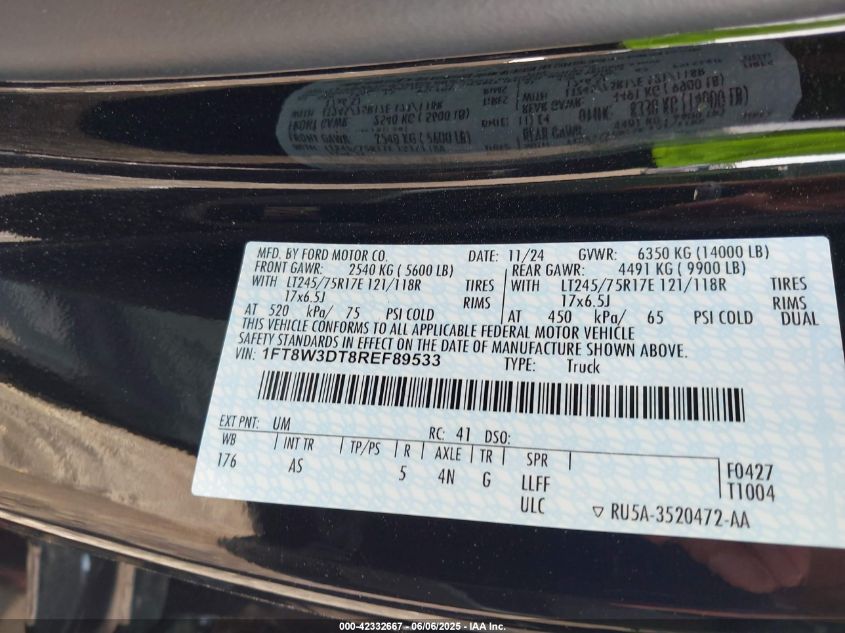 MFD. BY FORD MOTOR CO. DATE: 11/24 GVWR: 6350 KG (14000 LB)
FRONT GAWR: 2540 KG ( 5600 LB) REAR GAWR: 4491 KG ( 9900 LB)
WITH LT245/75R17E 121/118R TIRES WITH LT245/75R17E 121/118R TIRES
17x6.5J RIMS 17x6.5J RIMS
AT 520 kPa/ 75 PSI COLD AT 450 kPa/ 65 PSI COLD DUAL
THIS VEHICLE CONFORMS TO ALL APPLICABLE FEDERAL MOTOR VEHICLE
SAFETY STANDARDS IN EFFECT ON THE DATE OF MANUFACTURE SHOWN ABOVE.
VIN: 1FT8W3DT8REF89533 TYPE: Truck
EXT PNT: UM RC: 41 DSO:
WB INT TR TP/PS R AXLE TR SPR
176 AS 5 4N G LLFF
ULC
F0427
T1004
▽ RU5A-3520472-AA
000-42332667 - 06/06/2025 - IAA Inc.